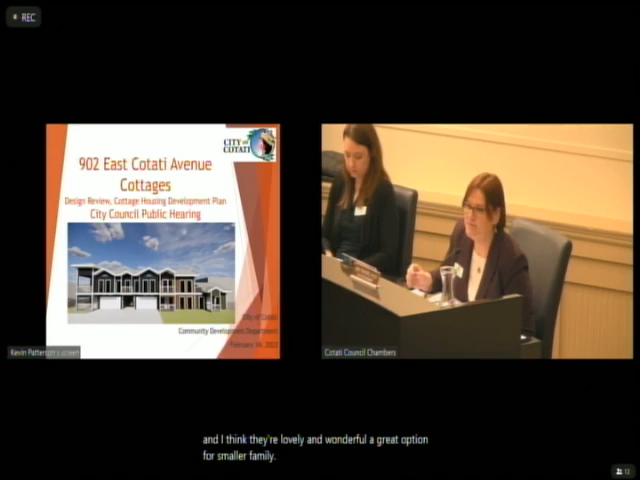 REC
CITY of
COTATI
902 East Cotati Avenue
Cottages
Design Review, Cottage Housing Development Plan
City Council Public Hearing
City of Cotati
Community Development Department
Kevin Patterson's screen
Cotati Council Chambers
and I think they're lovely and wonderful a great option
for smaller family.
12